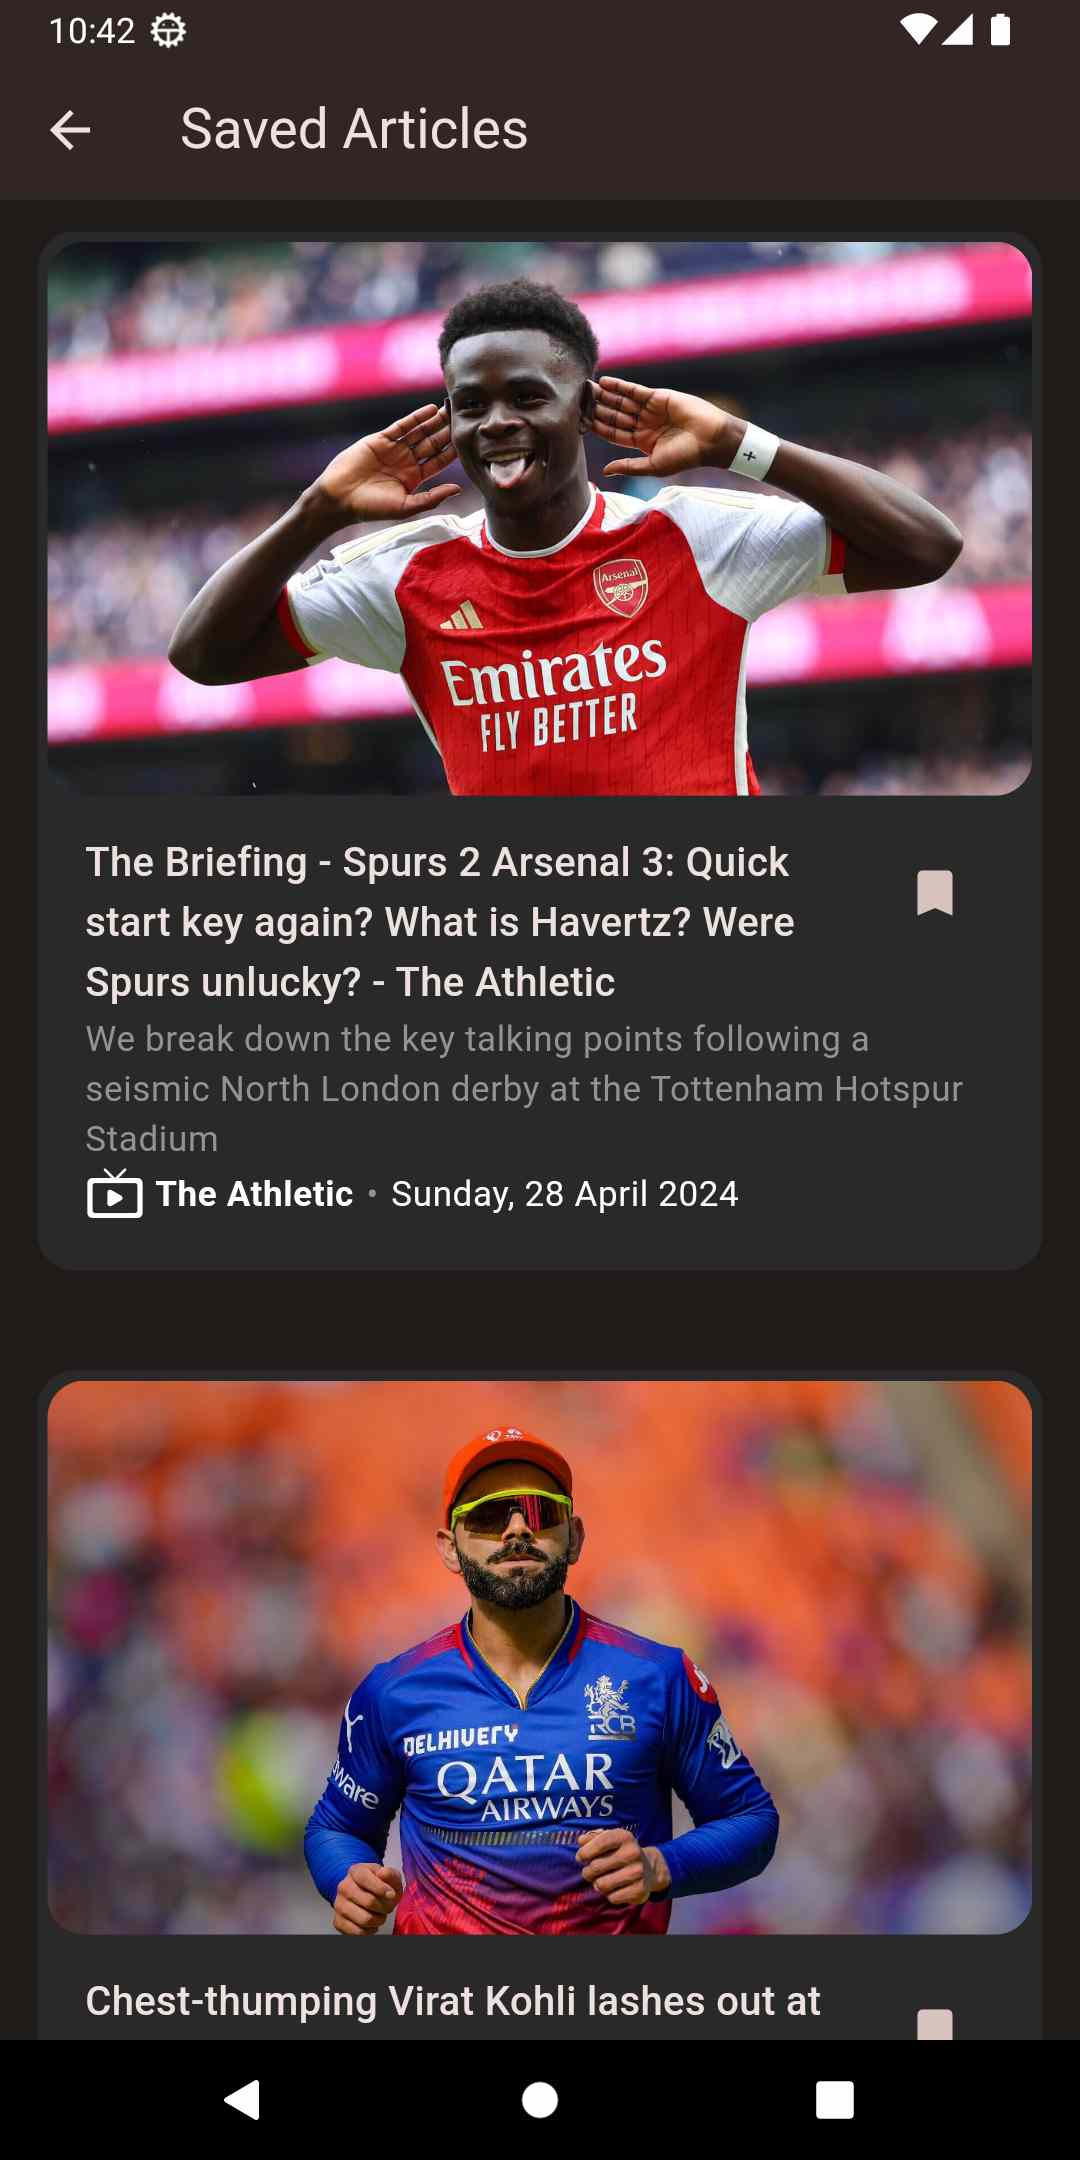 10:42
Saved Articles
Arsenal
Emirates
FLY BETTER
The Briefing - Spurs 2 Arsenal 3: Quick
start key again? What is Havertz? Were
Spurs unlucky? - The Athletic
We break down the key talking points following a
seismic North London derby at the Tottenham Hotspur
Stadium
The Athletic • Sunday, 28 April 2024
DELHIVERY
RCB
QATAR
AIRWAYS
Chest-thumping Virat Kohli lashes out at